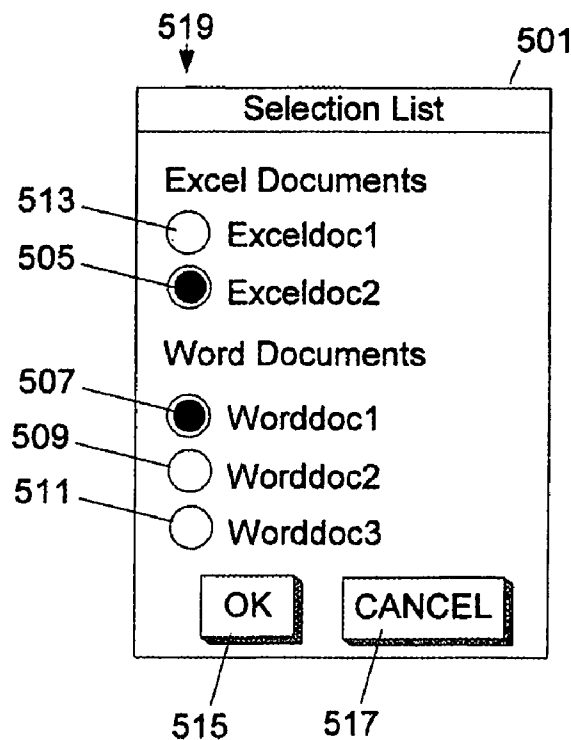 519
501
Selection List
Excel Documents
513
Exceldoc1
505
Exceldoc2
Word Documents
507
Worddoc1
509
Worddoc2
511
Worddoc3
OK
CANCEL
515
517